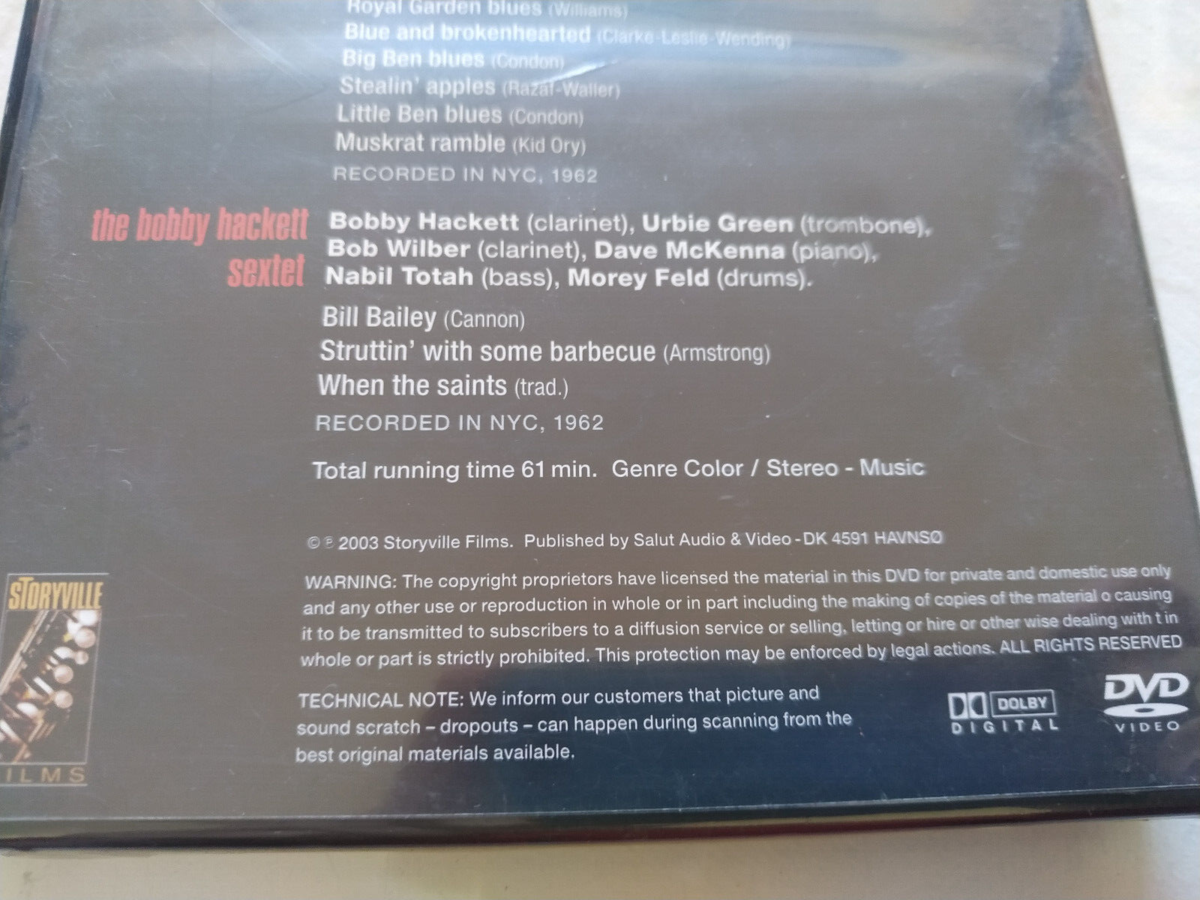 Royal Garden blues (Williams)
Blue and brokenhearted (Clarke-Leslie-Wending)
Big Ben blues (Condon)
Stealin' apples (Razaf-Waller)
Little Ben blues (Condon)
Muskrat ramble (Kid Ory)
RECORDED IN NYC, 1962
the bobby hackett
sextet
Bobby Hackett (clarinet), Urbie Green (trombone),
Bob Wilber (clarinet), Dave McKenna (piano),
Nabil Totah (bass), Morey Feld (drums).
Bill Bailey (Cannon)
Struttin' with some barbecue (Armstrong)
When the saints (trad.)
RECORDED IN NYC, 1962
Total running time 61 min. Genre Color / Stereo - Music
© ℗ 2003 Storyville Films. Published by Salut Audio & Video - DK 4591 HAVNSØ
WARNING: The copyright proprietors have licensed the material in this DVD for private and domestic use only
and any other use or reproduction in whole or in part including the making of copies of the material o causing
it to be transmitted to subscribers to a diffusion service or selling, letting or hire or other wise dealing with t in
whole or part is strictly prohibited. This protection may be enforced by legal actions. ALL RIGHTS RESERVED
TECHNICAL NOTE: We inform our customers that picture and
sound scratch – dropouts – can happen during scanning from the
best original materials available.
STORYVILLE
ILMS
DOLBY
DIGITAL
DVD
VIDEO